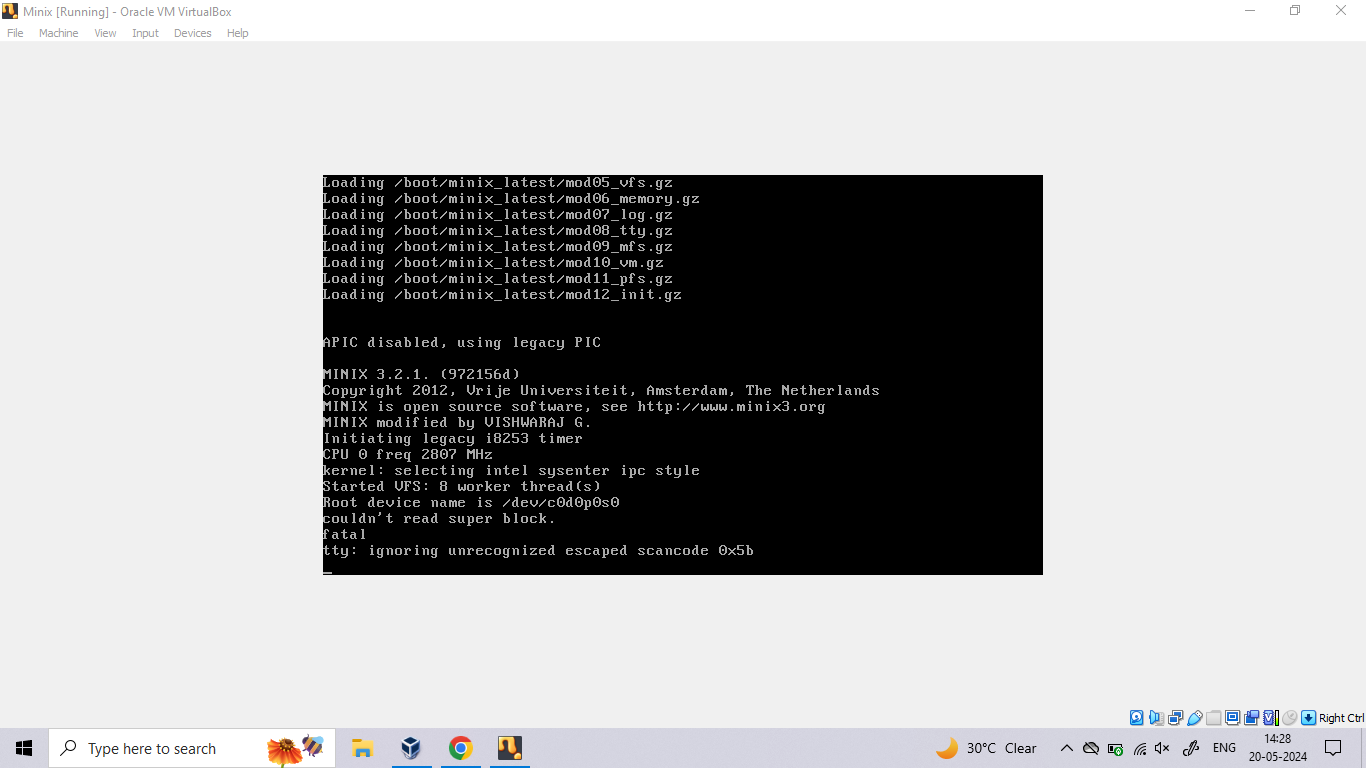 Minix [Running] - Oracle VM VirtualBox
File Machine View Input Devices Help
Loading /boot/minix_latest/mod05_vfs.gz
Loading /boot/minix_latest/mod06_memory.gz
Loading /boot/minix_latest/mod07_log.gz
Loading /boot/minix_latest/mod08_tty.gz
Loading /boot/minix_latest/mod09_mfs.gz
Loading /boot/minix_latest/mod10_vm.gz
Loading /boot/minix_latest/mod11_pfs.gz
Loading /boot/minix_latest/mod12_init.gz
APIC disabled, using legacy PIC
MINIX 3.2.1. (972156d)
Copyright 2012, Vrije Universiteit, Amsterdam, The Netherlands
MINIX is open source software, see http://www.minix3.org
MINIX modified by VISHWARAJ G.
Initiating legacy i8253 timer
CPU 0 freq 2807 MHz
kernel: selecting intel sysenter ipc style
Started VFS: 8 worker thread(s)
Root device name is /dev/c0d0p0s0
couldn't read super block.
fatal
tty: ignoring unrecognized escaped scancode 0x5b
_
Right Ctrl
Type here to search
30°C Clear
ENG
14:28
20-05-2024